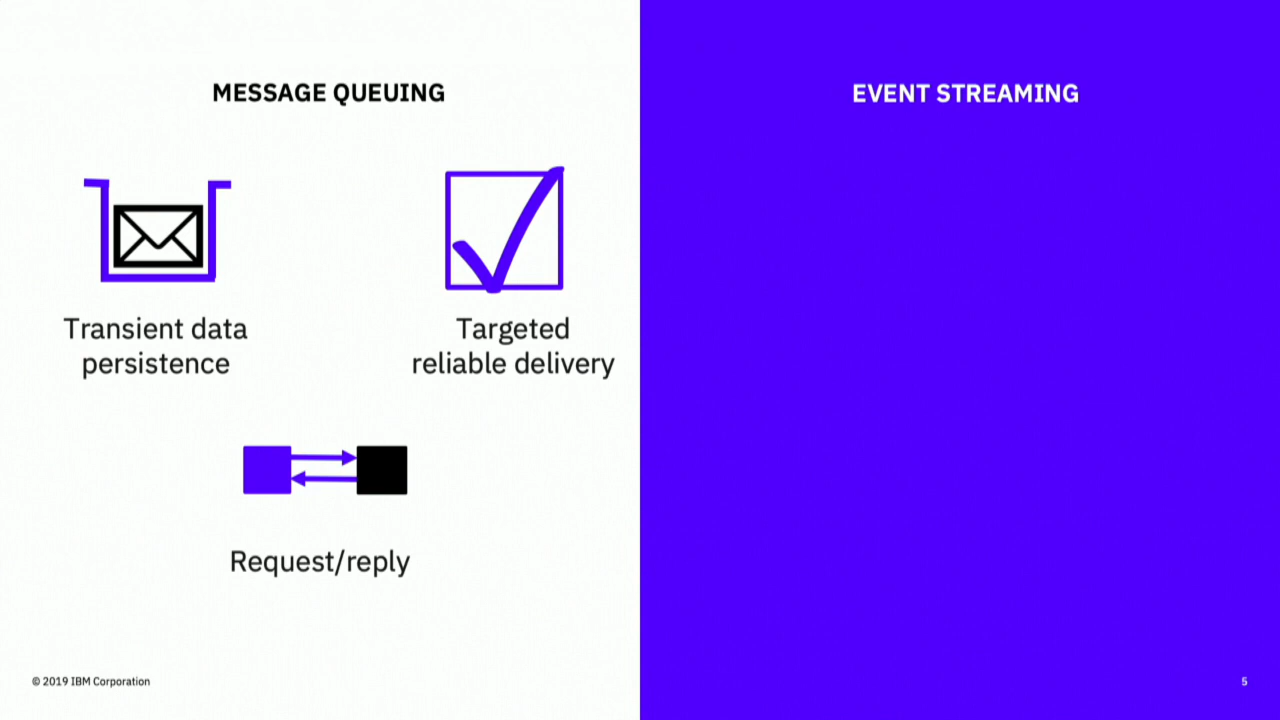 MESSAGE QUEUING
Transient data
persistence
Targeted
reliable delivery
Request/reply
© 2019 IBM Corporation
EVENT STREAMING
5